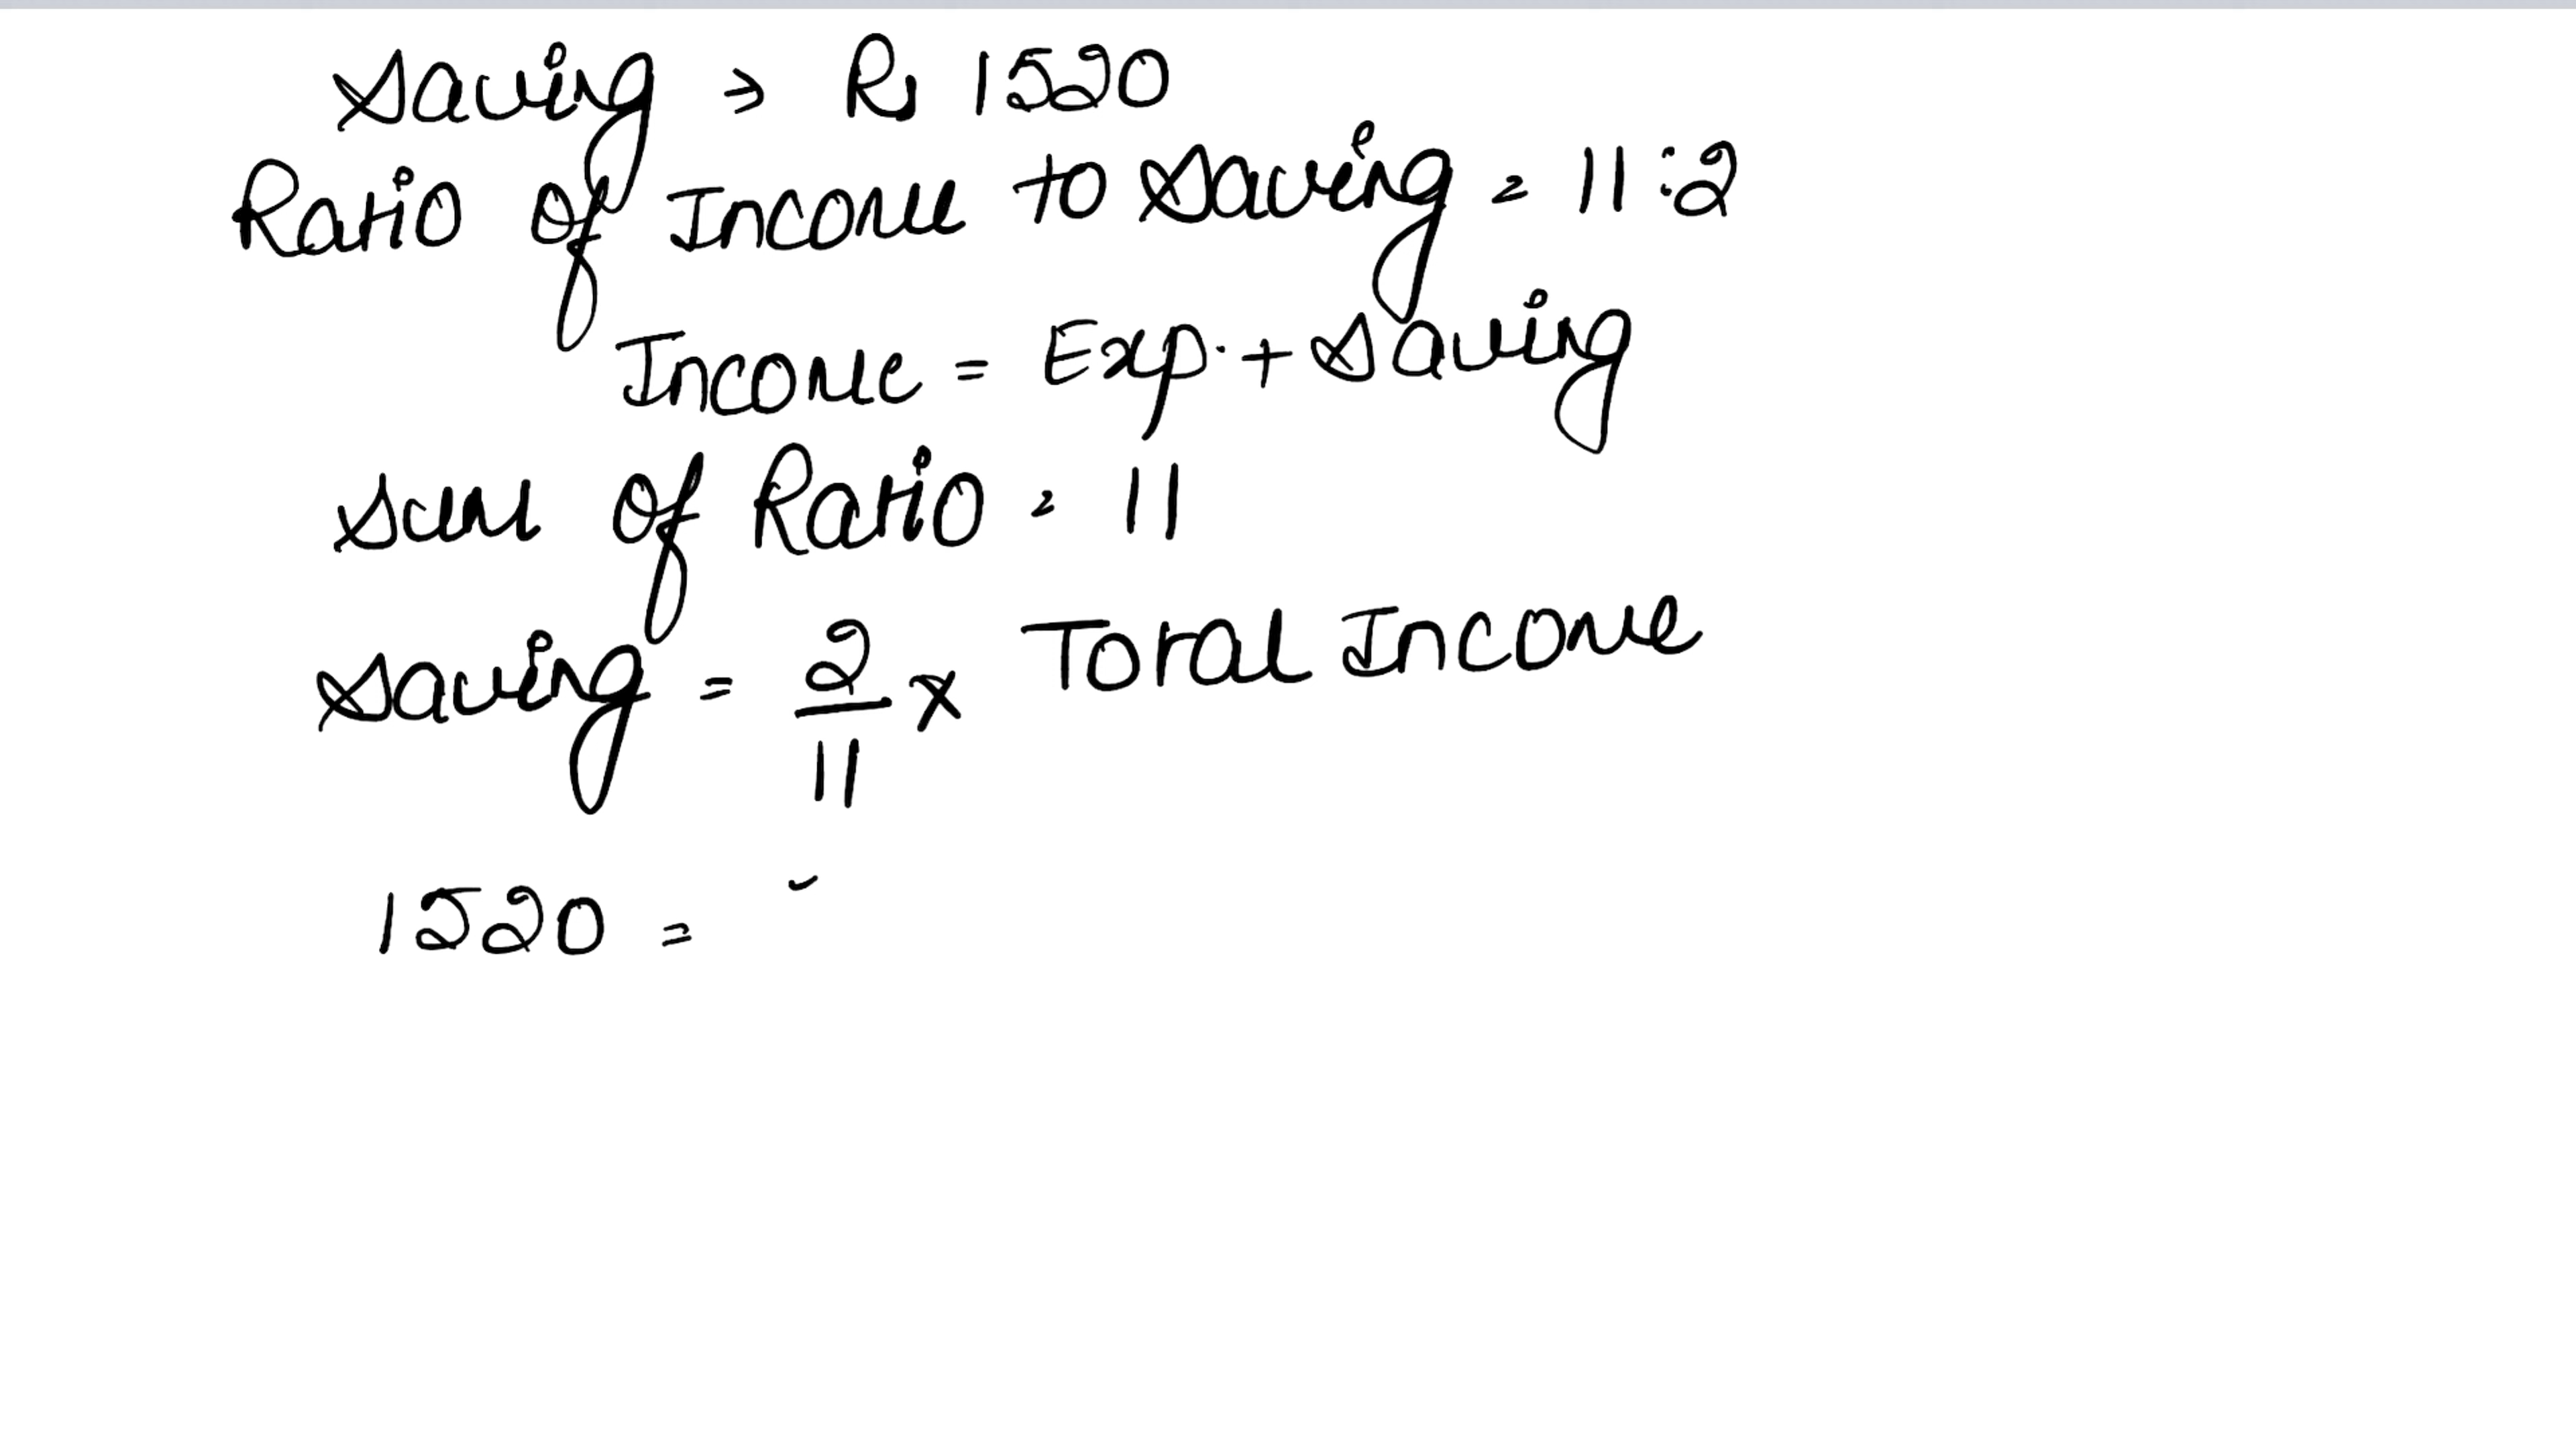 Saving → Rs 1520
Ratio of Income to Saving = 11:2
Income = Exp. + Saving
Sum of Ratio = 11
Saving = 2/11 x Total Income
1520 =